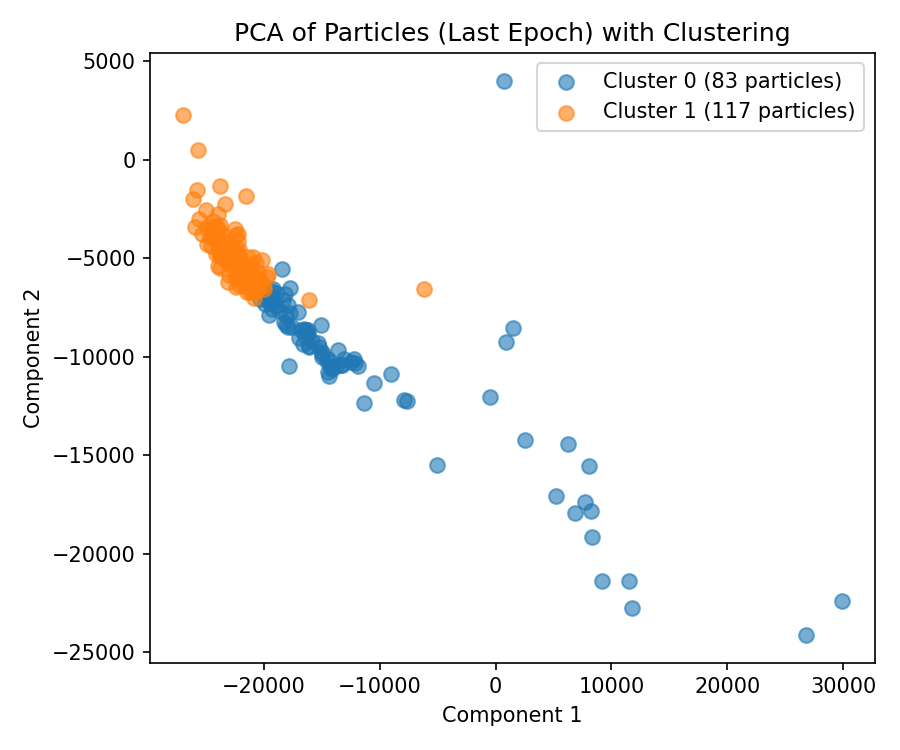 PCA of Particles (Last Epoch) with Clustering
Cluster 0 (83 particles)
Cluster 1 (117 particles)
5000
0
−5000
−10000
−15000
−20000
−25000
Component 2
−20000
−10000
0
10000
20000
30000
Component 1